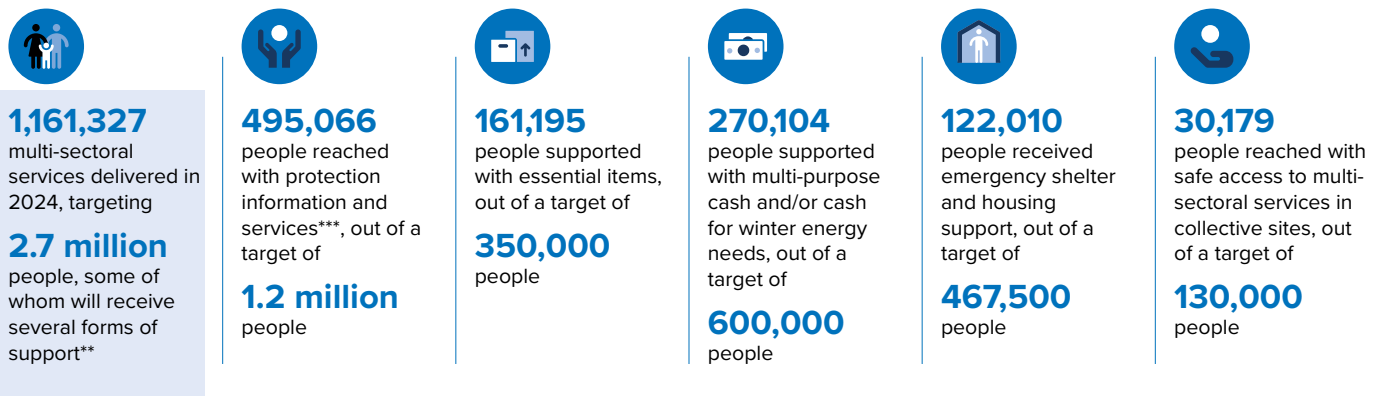 1,161,327
multi-sectoral
services delivered in
2024, targeting
2.7 million
people, some of
whom will receive
several forms of
support**
495,066
people reached
with protection
information and
services***, out of a
target of
1.2 million
people
161,195
people supported
with essential items,
out of a target of
350,000
people
270,104
people supported
with multi-purpose
cash and/or cash
for winter energy
needs, out of a
target of
600,000
people
122,010
people received
emergency shelter
and housing
support, out of a
target of
467,500
people
30,179
people reached with
safe access to multi-
sectoral services in
collective sites, out
of a target of
130,000
people